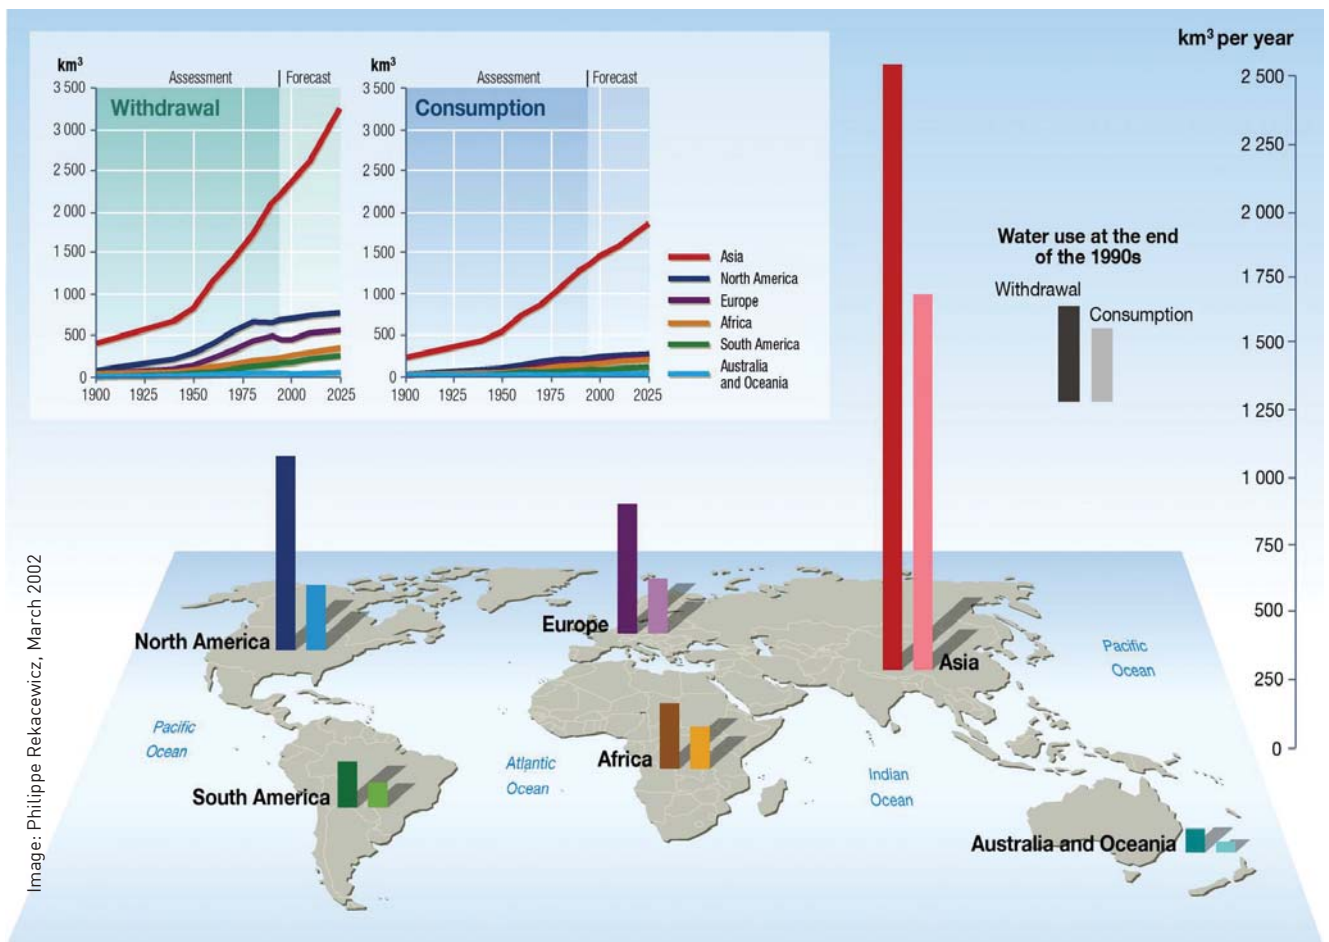 km³ per year
km³
Assessment
Forecast
3 500
Withdrawal
3 000
2 500
2 000
1 500
1 000
500
0
1900
1925
1950
1975
2000
2025
km³
Assessment
Forecast
3 500
Consumption
3 000
2 500
2 000
1 500
1 000
500
0
1900
1925
1950
1975
2000
2025
Asia
North America
Europe
Africa
South America
Australia
and Oceania
2 500
2 250
2 000
1 750
1 500
1 250
1 000
750
500
250
0
Water use at the end
of the 1990s
Withdrawal
Consumption
North America
Europe
Asia
Pacific
Ocean
Pacific
Ocean
South America
Atlantic
Ocean
Africa
Indian
Ocean
Australia and Oceania
Image: Philippe Rekacewicz, March 2002